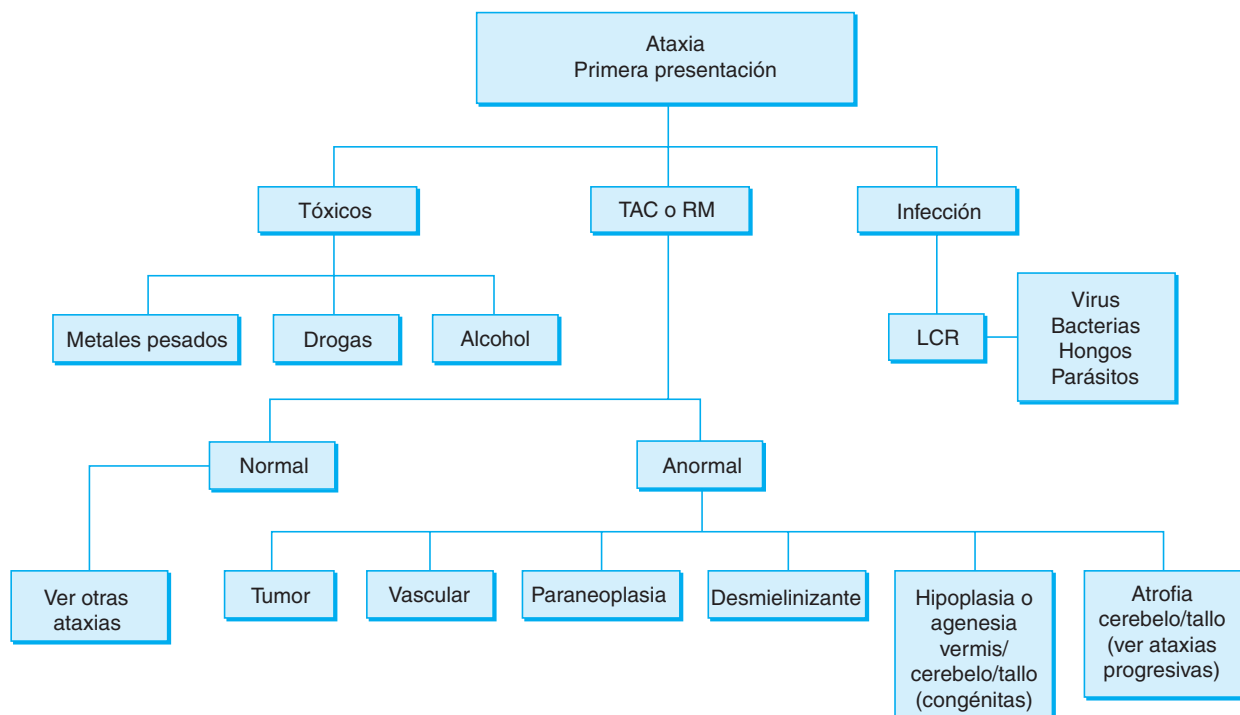 Ataxia
Primera presentación
Tóxicos
TAC o RM
Infección
Metales pesados
Drogas
Alcohol
LCR
Virus
Bacterias
Hongos
Parásitos
Normal
Anormal
Ver otras
ataxias
Tumor
Vascular
Paraneoplasia
Desmielinizante
Hipoplasia o
agenesia
vermis/
cerebelo/tallo
(congénitas)
Atrofia
cerebelo/tallo
(ver ataxias
progresivas)